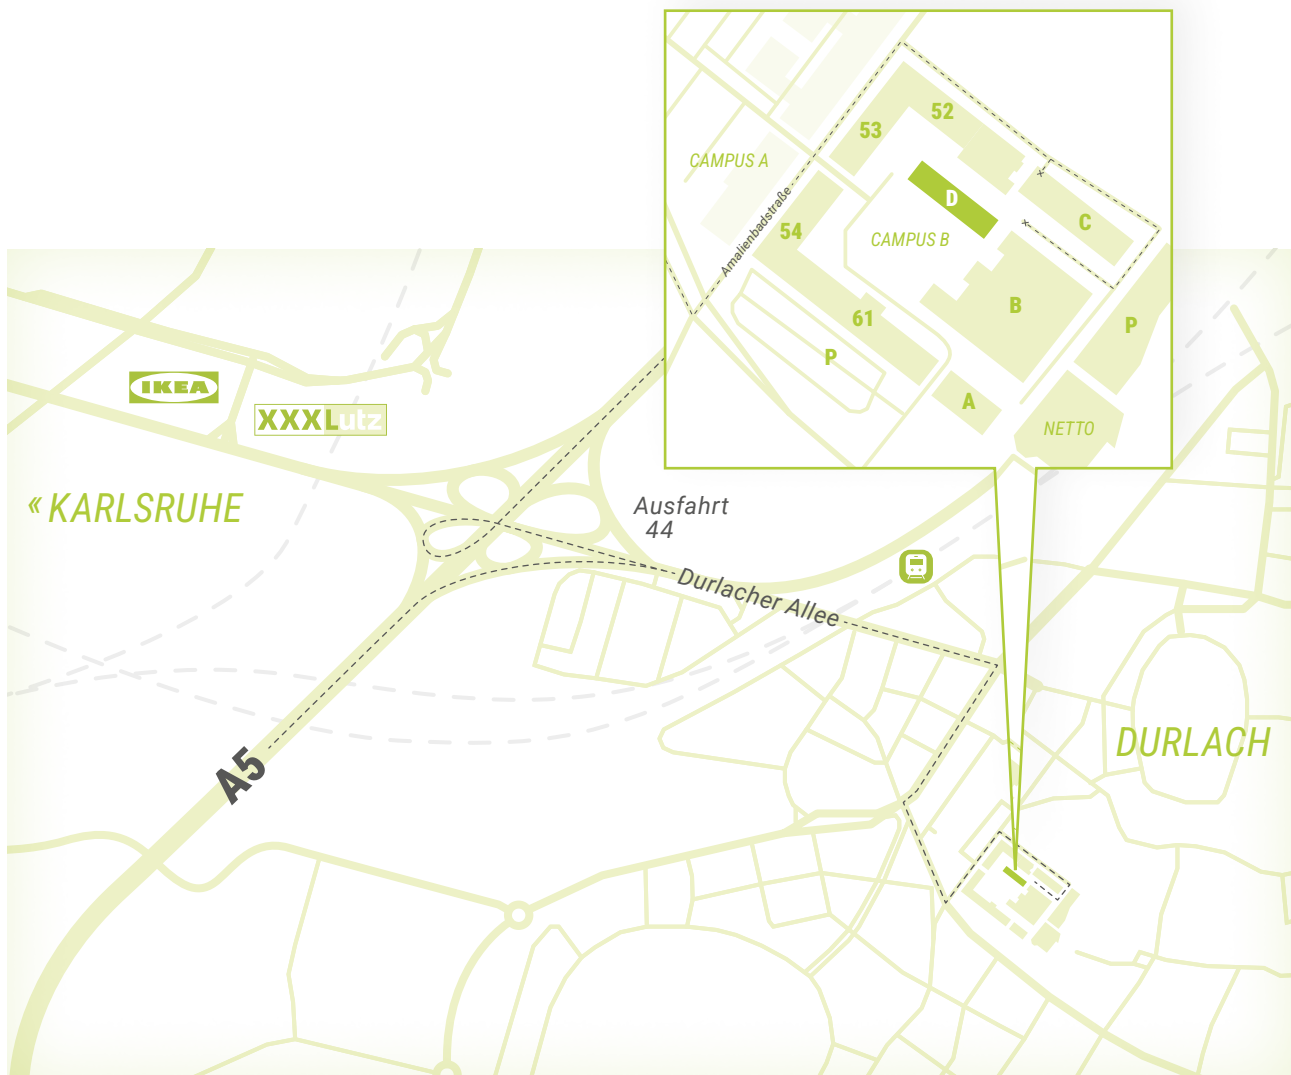 52
53
CAMPUS A
D
C
Amalienbadstraße
54
CAMPUS B
B
61
P
P
A
NETTO
IKEA
XXXLutz
« KARLSRUHE
Ausfahrt
44
Durlacher Allee
DURLACH
A5